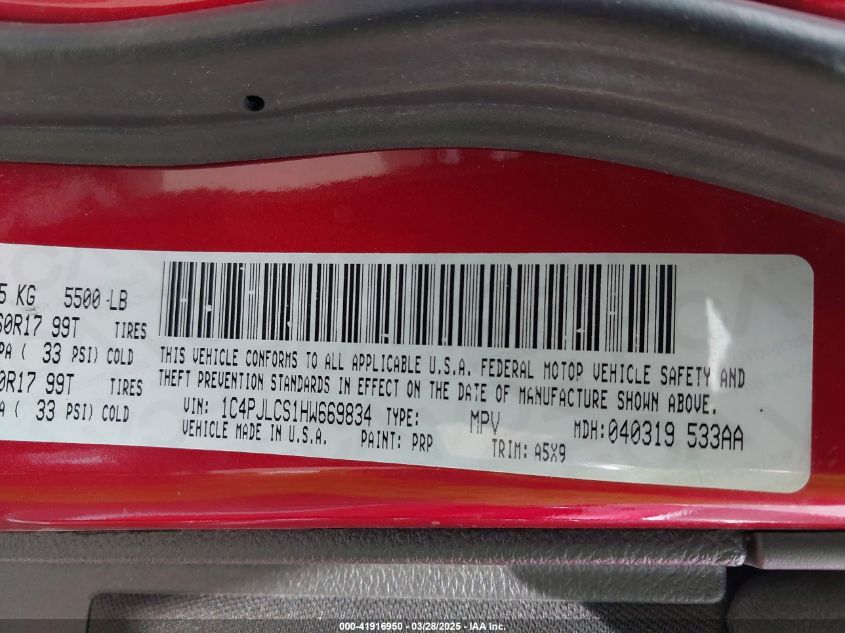 5 KG 5500 LB
60R17 99T TIRES
PA ( 33 PSI) COLD
0R17 99T TIRES
A ( 33 PSI) COLD
THIS VEHICLE CONFORMS TO ALL APPLICABLE U.S.A. FEDERAL MOTOR VEHICLE SAFETY AND
THEFT PREVENTION STANDARDS IN EFFECT ON THE DATE OF MANUFACTURE SHOWN ABOVE.
VIN: 1C4PJLCS1HW669834 TYPE: MPV MDH:040319 533AA
VEHICLE MADE IN U.S.A. PAINT: PRP TRIM: A5X9
000-41916950 | 03/28/2025 | IAA Inc.